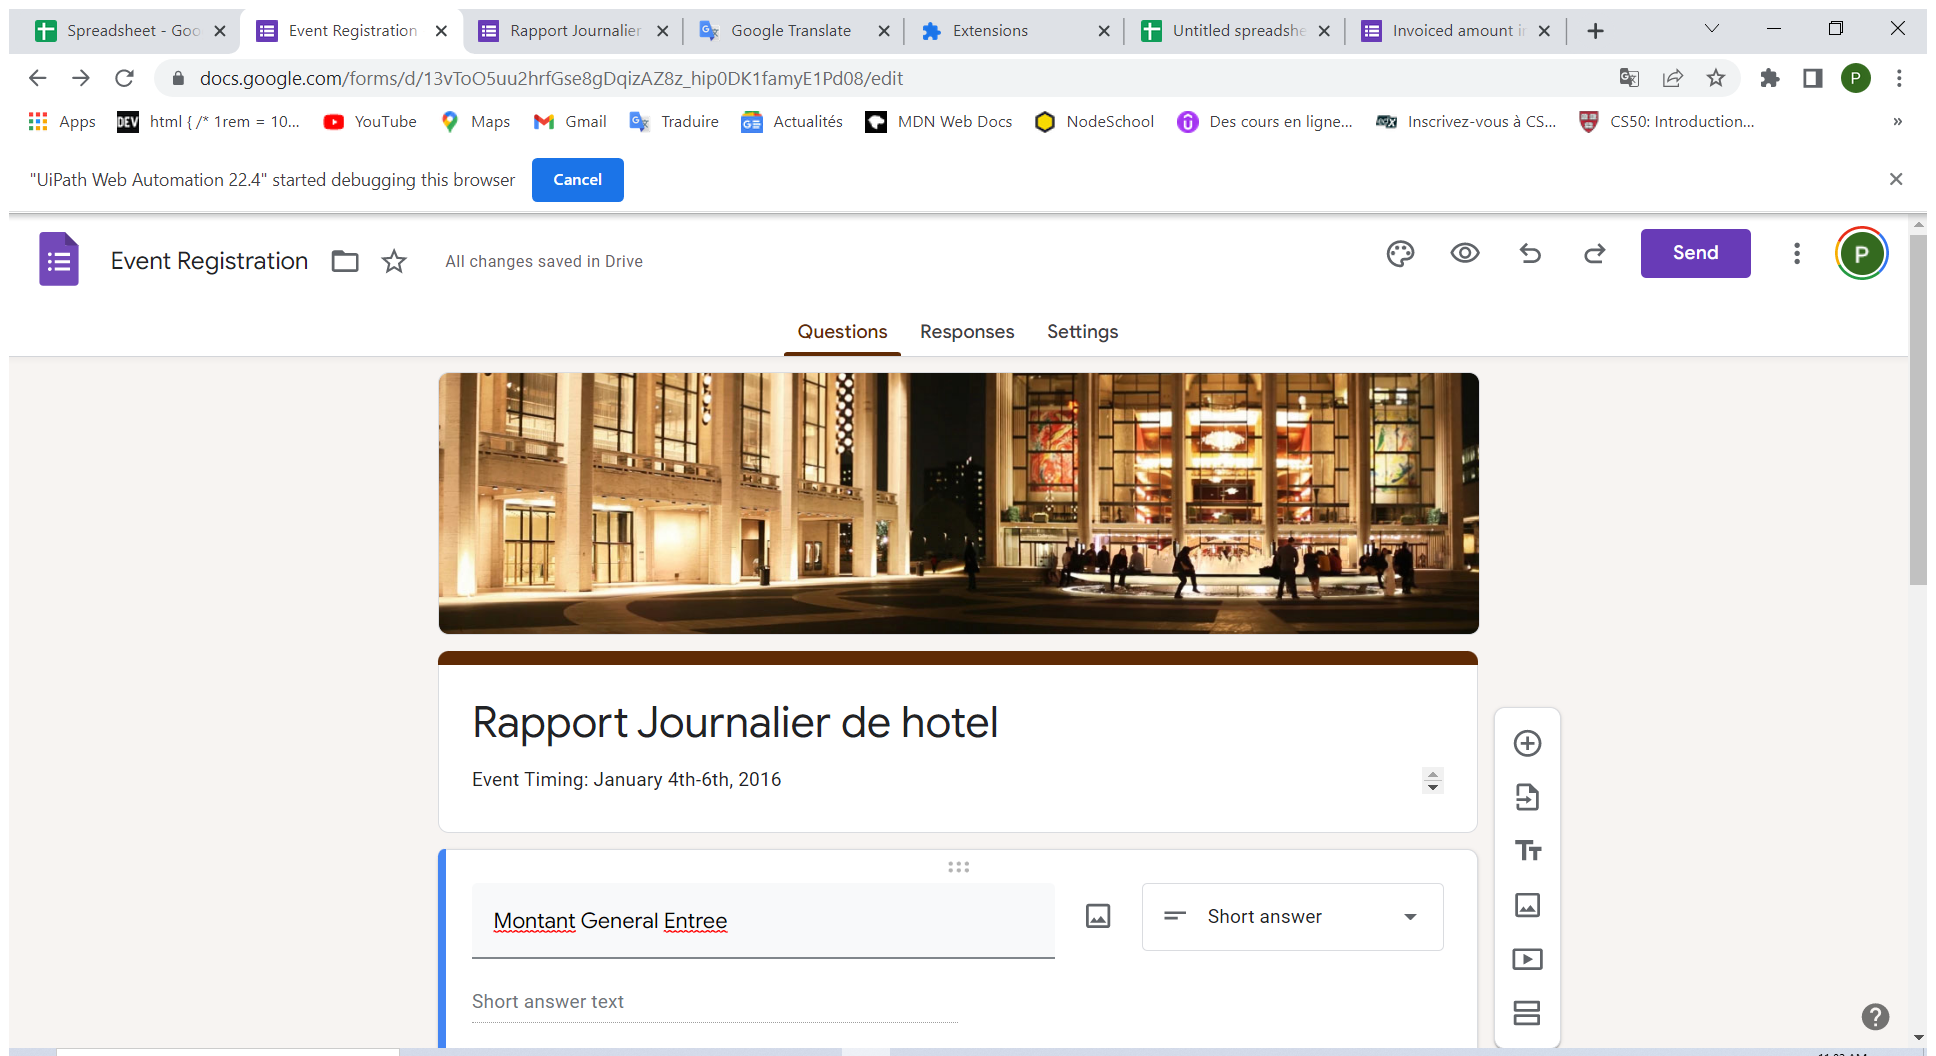 Spreadsheet - Goo
Event Registration
Rapport Journalier
Google Translate
Extensions
Untitled spreadshe
Invoiced amount in
docs.google.com/forms/d/13vToO5uu2hrfGse8gDqizAZ8z_hip0DK1famyE1Pd08/edit
P
Apps
DEV
html { /* 1rem = 10...
YouTube
Maps
Gmail
Traduire
Actualités
MDN Web Docs
NodeSchool
Des cours en ligne...
Inscrivez-vous à CS...
CS50: Introduction...
»
"UiPath Web Automation 22.4" started debugging this browser
Cancel
Event Registration
All changes saved in Drive
Send
P
Questions
Responses
Settings
Rapport Journalier de hotel
Event Timing: January 4th-6th, 2016
Montant General Entree
Short answer
Short answer text